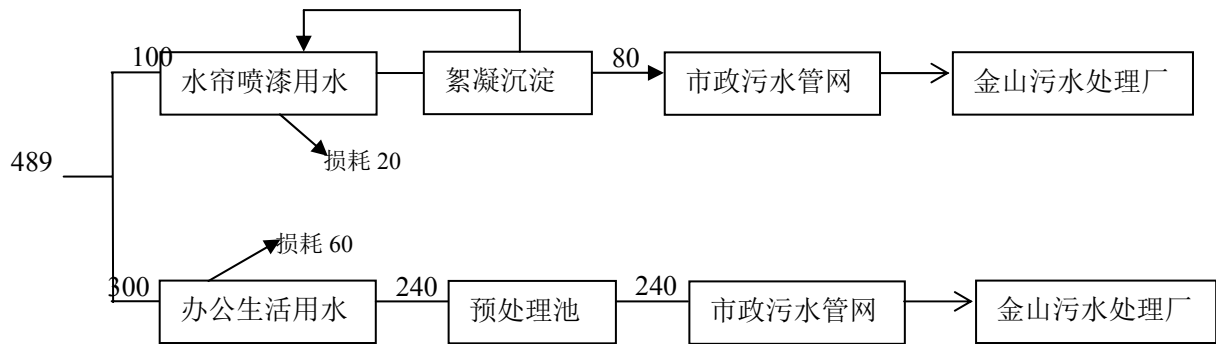 100
水帘喷漆用水
絮凝沉淀
80
市政污水管网
金山污水处理厂
489
损耗 20
损耗 60
300
办公生活用水
240
预处理池
240
市政污水管网
金山污水处理厂